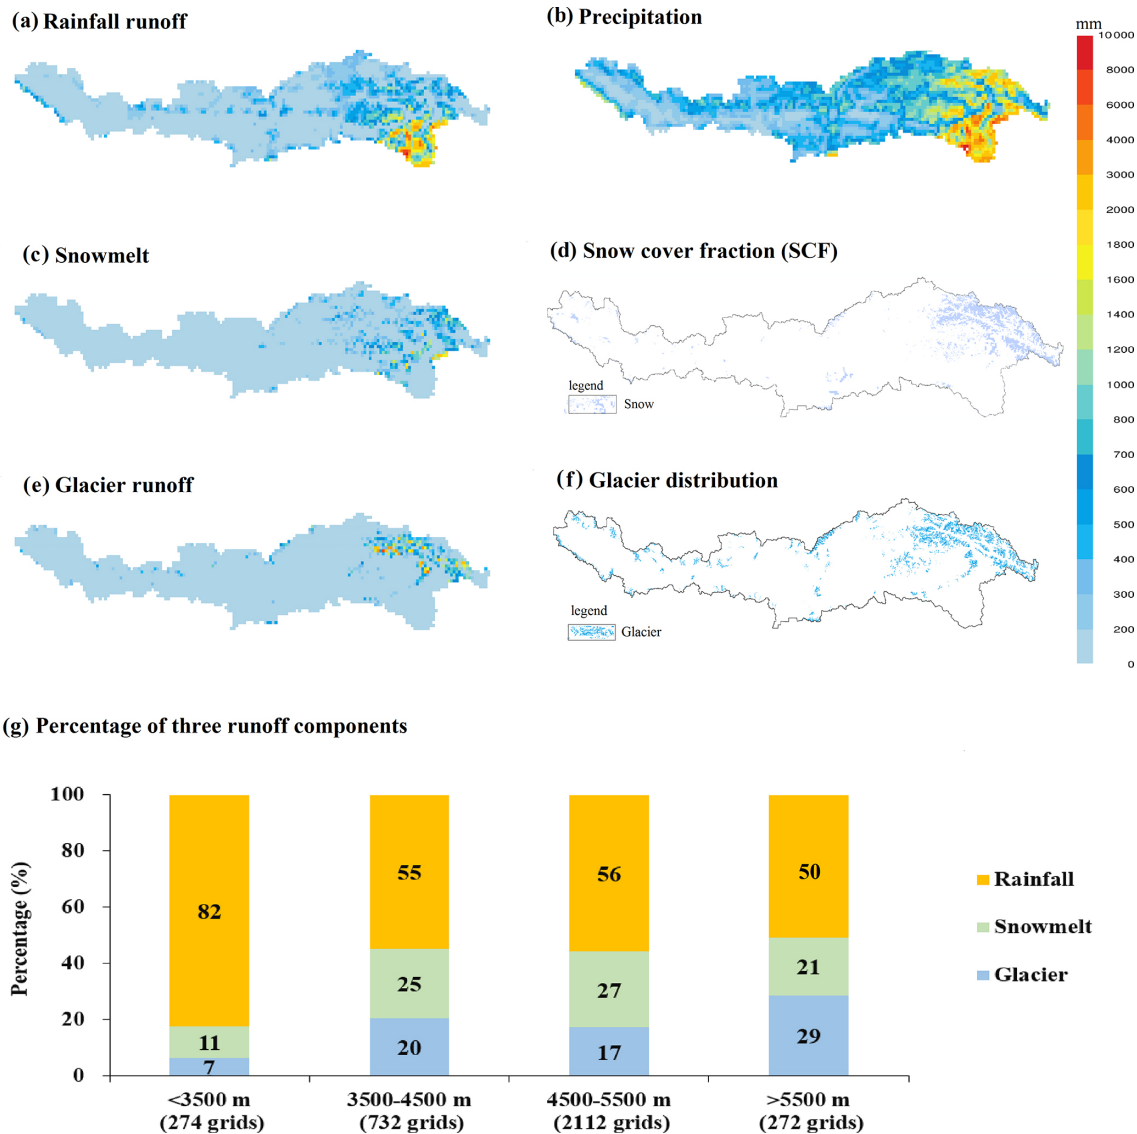 (a) Rainfall runoff
(b) Precipitation
mm
10000
8000
6000
4000
3000
2000
1800
1600
1400
1200
1000
800
700
600
500
400
300
200
0
(c) Snowmelt
(d) Snow cover fraction (SCF)
legend
Snow
(e) Glacier runoff
(f) Glacier distribution
legend
Glacier
(g) Percentage of three runoff components
Percentage (%)
100
80
60
40
20
0
82
11
7
55
25
20
56
27
17
50
21
29
<3500 m
(274 grids)
3500-4500 m
(732 grids)
4500-5500 m
(2112 grids)
>5500 m
(272 grids)
Rainfall
Snowmelt
Glacier